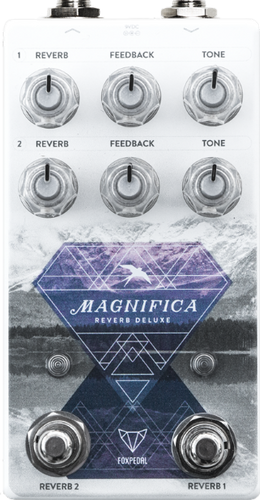 1 REVERB FEEDBACK TONE
2 REVERB FEEDBACK TONE
MAGNIFICA
REVERB DELUXE
FOXPEDAL
REVERB 2 REVERB 1